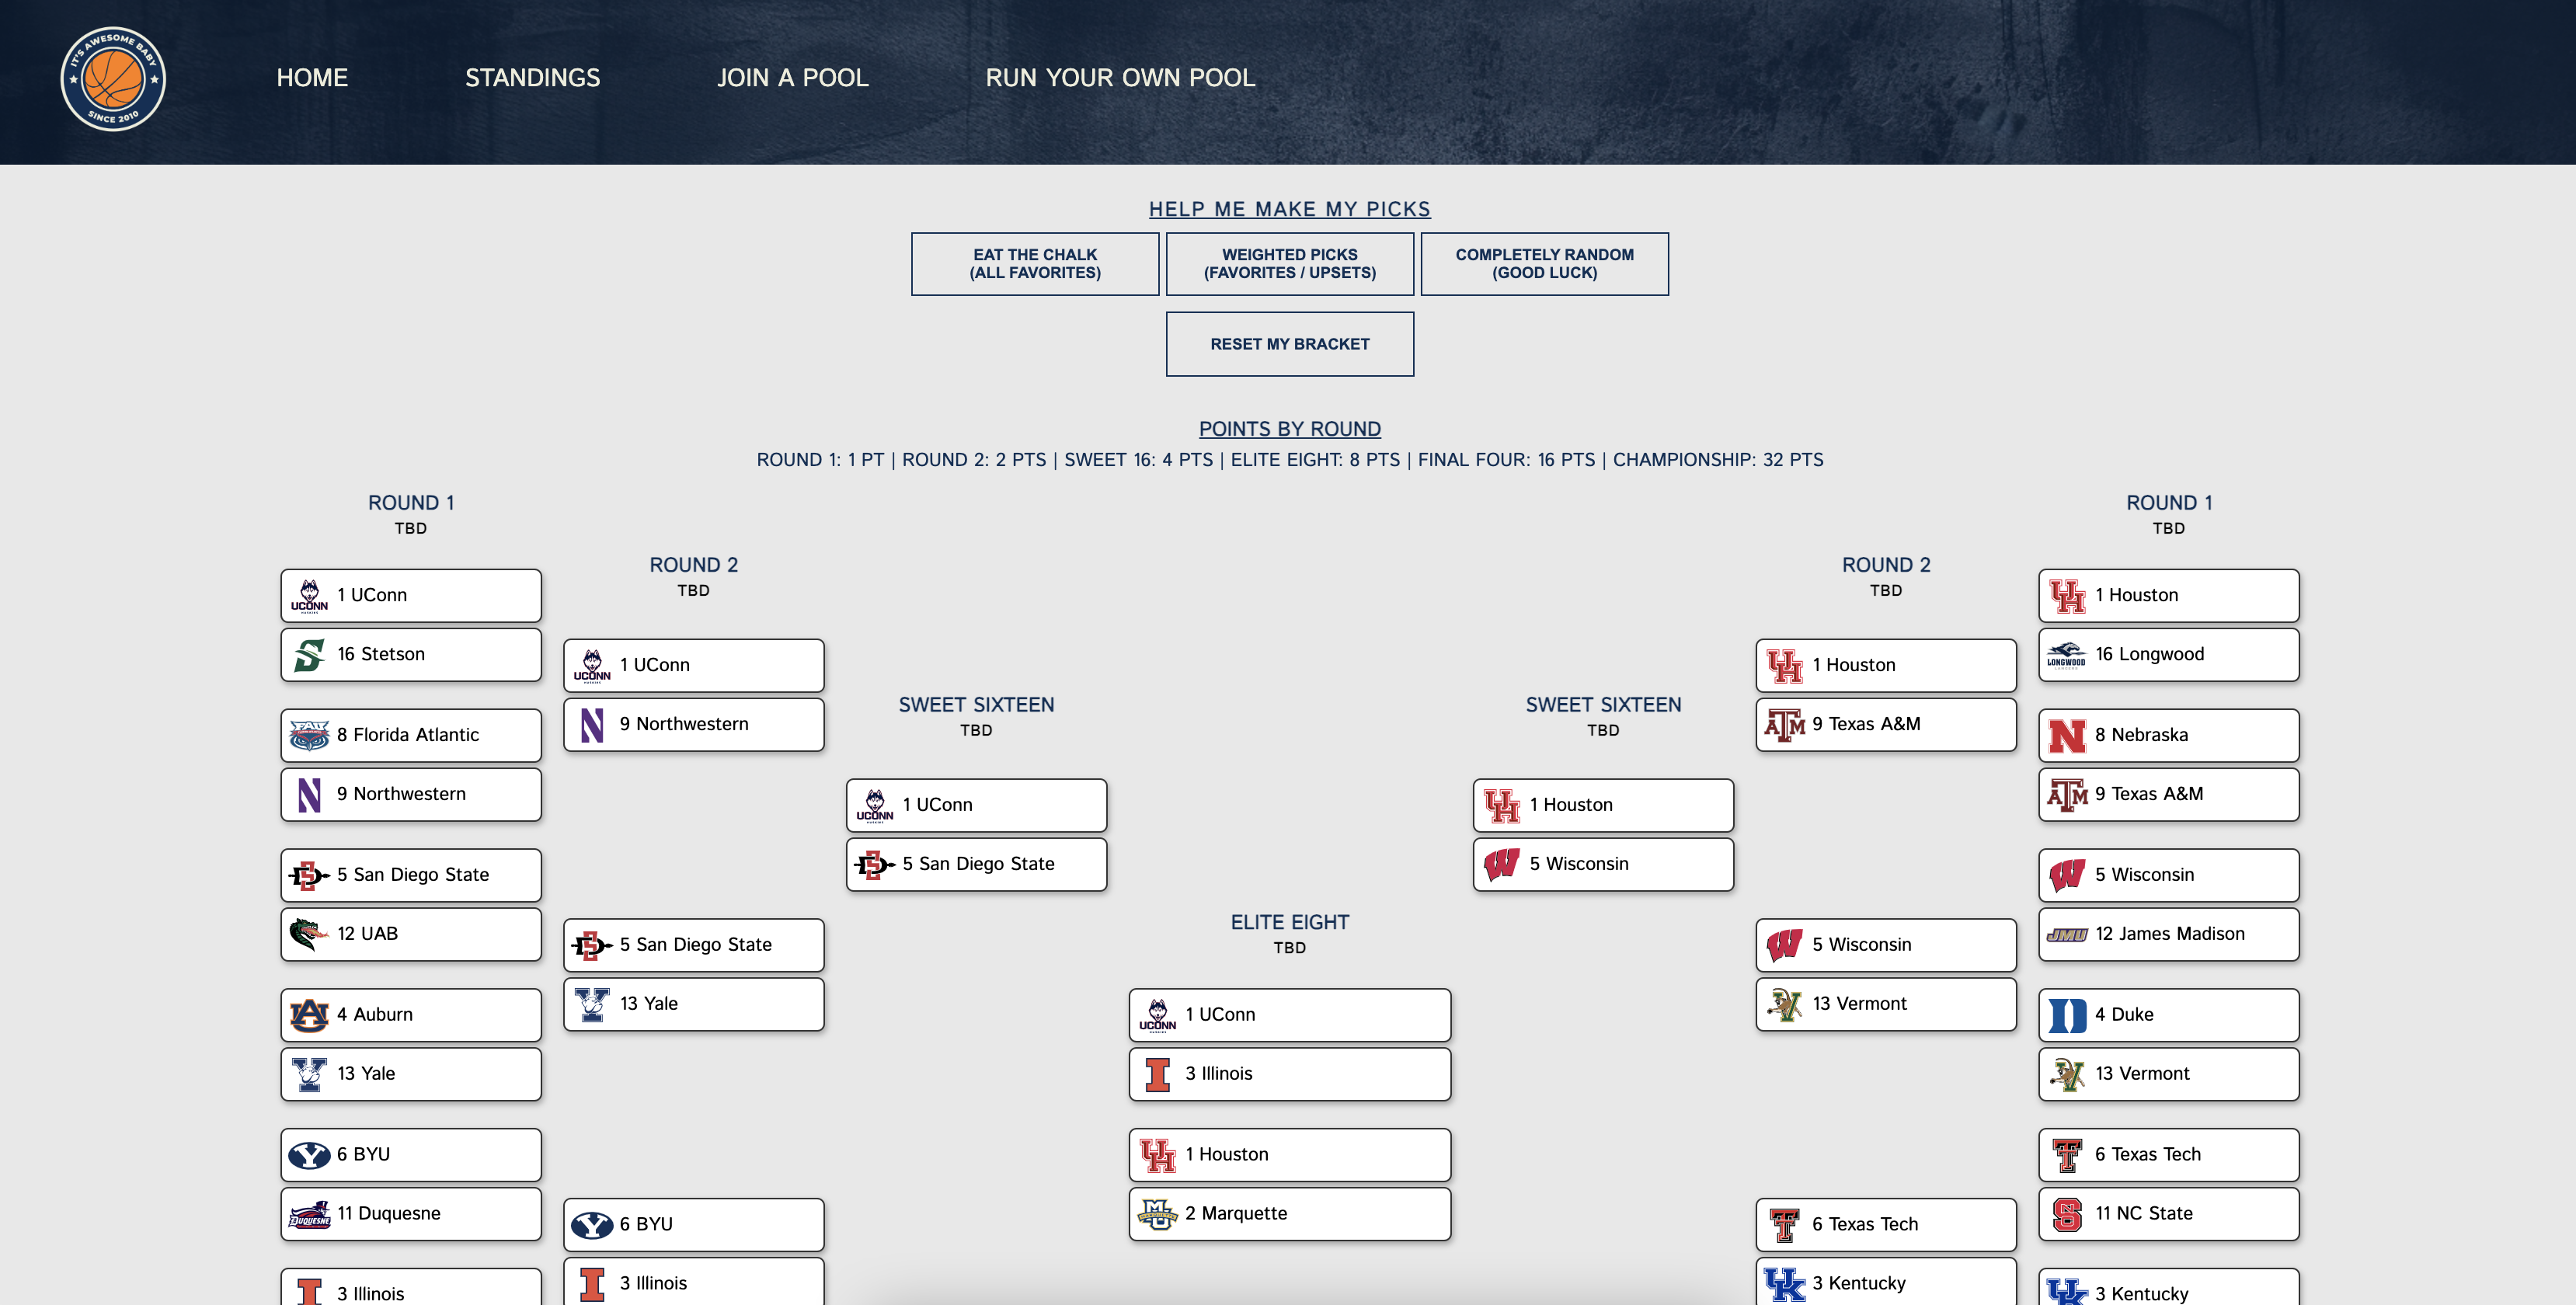 IT'S AWESOME BABY
SINCE 2010
HOME
STANDINGS
JOIN A POOL
RUN YOUR OWN POOL
HELP ME MAKE MY PICKS
EAT THE CHALK
(ALL FAVORITES)
WEIGHTED PICKS
(FAVORITES / UPSETS)
COMPLETELY RANDOM
(GOOD LUCK)
RESET MY BRACKET
POINTS BY ROUND
ROUND 1: 1 PT | ROUND 2: 2 PTS | SWEET 16: 4 PTS | ELITE EIGHT: 8 PTS | FINAL FOUR: 16 PTS | CHAMPIONSHIP: 32 PTS
ROUND 1
TBD
UCONN
1 UConn
16 Stetson
FAU
8 Florida Atlantic
9 Northwestern
5 San Diego State
12 UAB
4 Auburn
13 Yale
6 BYU
DUQUESNE
11 Duquesne
3 Illinois
ROUND 2
TBD
UCONN
1 UConn
9 Northwestern
5 San Diego State
13 Yale
6 BYU
3 Illinois
SWEET SIXTEEN
TBD
UCONN
1 UConn
5 San Diego State
ELITE EIGHT
TBD
UCONN
1 UConn
3 Illinois
1 Houston
2 Marquette
SWEET SIXTEEN
TBD
1 Houston
5 Wisconsin
ROUND 2
TBD
1 Houston
9 Texas A&M
5 Wisconsin
13 Vermont
6 Texas Tech
3 Kentucky
ROUND 1
TBD
1 Houston
LONGWOOD
16 Longwood
8 Nebraska
9 Texas A&M
5 Wisconsin
JMU
12 James Madison
4 Duke
13 Vermont
6 Texas Tech
11 NC State
3 Kentucky